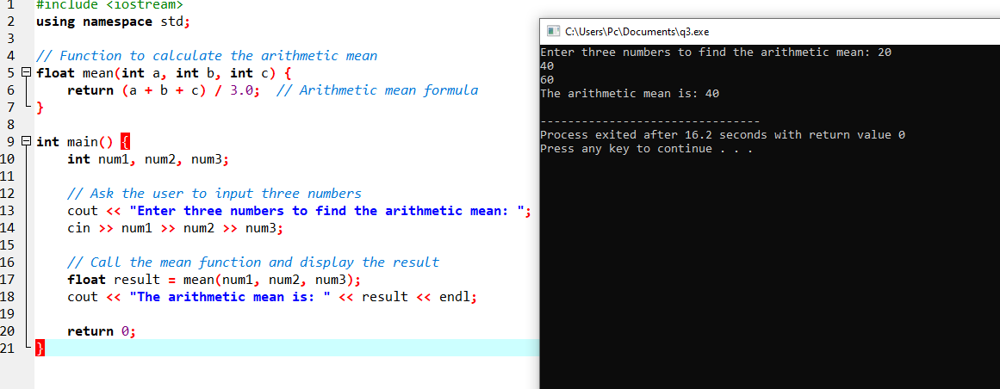 1 #include <iostream>
2 using namespace std;
3
4 // Function to calculate the arithmetic mean
5 float mean(int a, int b, int c) {
6 return (a + b + c) / 3.0; // Arithmetic mean formula
7 }
8
9 int main() {
10 int num1, num2, num3;
11
12 // Ask the user to input three numbers
13 cout << "Enter three numbers to find the arithmetic mean: ";
14 cin >> num1 >> num2 >> num3;
15
16 // Call the mean function and display the result
17 float result = mean(num1, num2, num3);
18 cout << "The arithmetic mean is: " << result << endl;
19
20 return 0;
21 }
C:\Users\Pc\Documents\q3.exe
Enter three numbers to find the arithmetic mean: 20
40
60
The arithmetic mean is: 40
--------------------------------
Process exited after 16.2 seconds with return value 0
Press any key to continue . . .